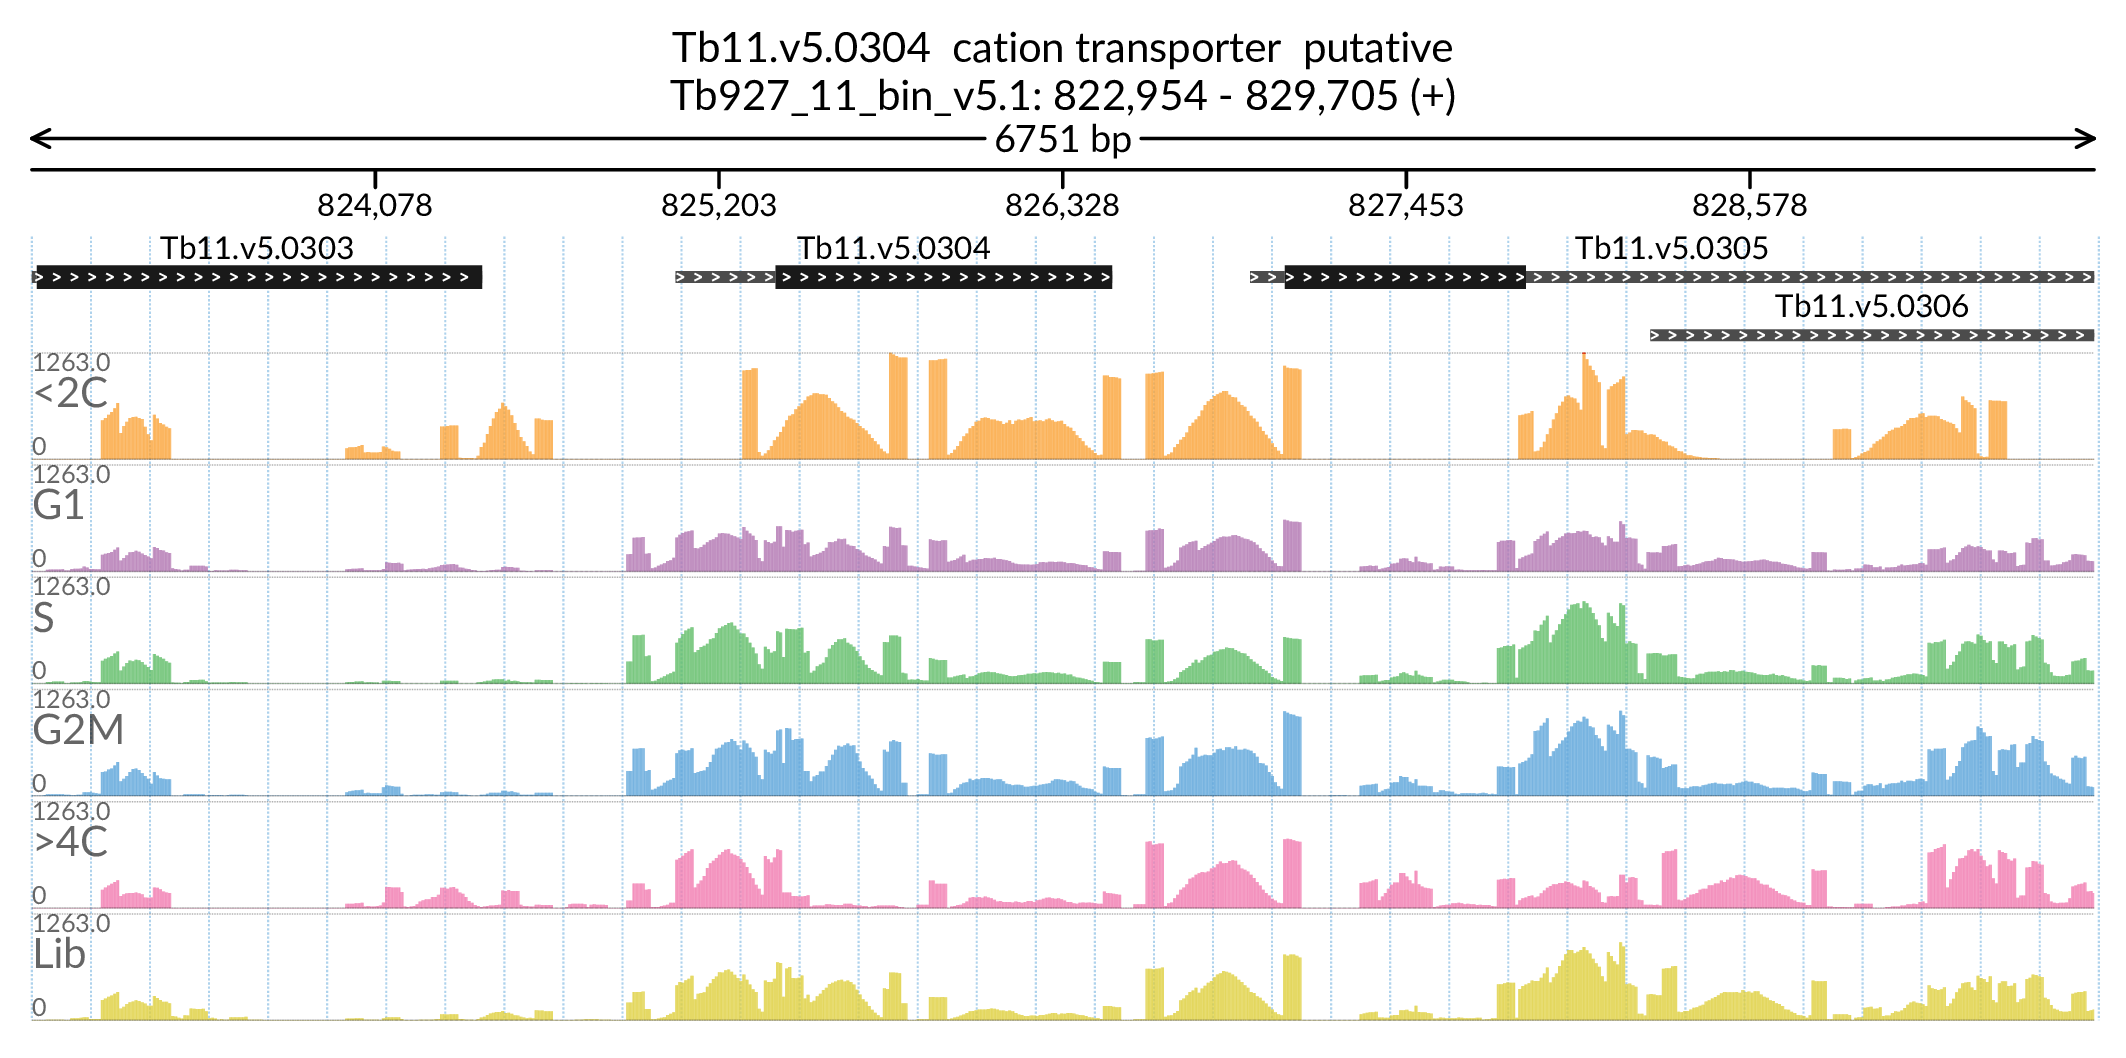 Tb11.v5.0304  cation transporter  putative
Tb927_11_bin_v5.1: 822,954 - 829,705 (+)
6751 bp
824,078 825,203 826,328 827,453 828,578
Tb11.v5.0303 Tb11.v5.0304 Tb11.v5.0305
Tb11.v5.0306
1263.0
<2C
0
1263.0
G1
0
1263.0
S
0
1263.0
G2M
0
1263.0
>4C
0
1263.0
Lib
0